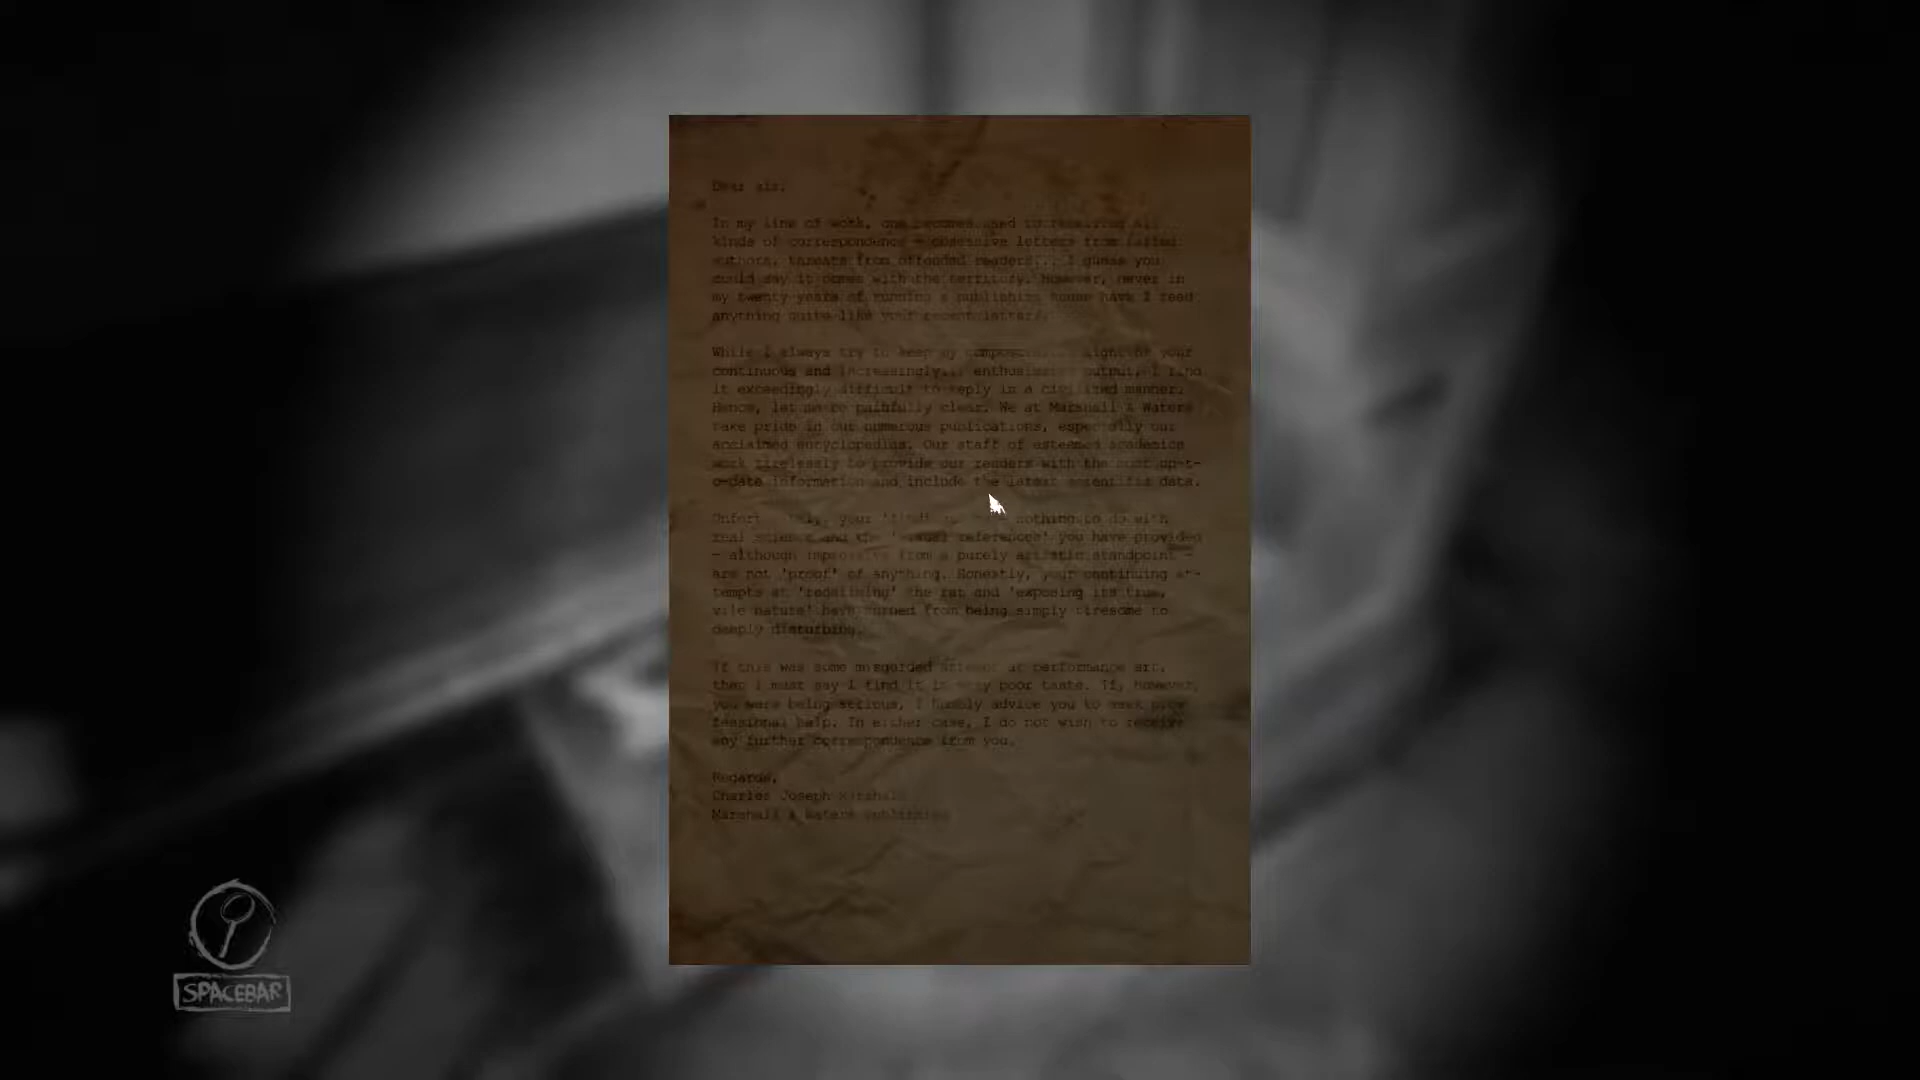 Dear sir,
In my line of work, one becomes used to receiving all
kinds of correspondence - obsessive letters from failed
authors, threats from offended readers... I guess you
could say it comes with the territory. However, never in
my twenty years of running a publishing house have I read
anything quite like your recent letters.
While I always try to keep my composure, in light of your
continuous and increasingly... enthusiastic output, I find
it exceedingly difficult to reply in a civilized manner.
Hence, let me be painfully clear. We at Marshall & Waters
take pride in our numerous publications, especially our
acclaimed encyclopedias. Our staff of esteemed academics
work tirelessly to provide our readers with the most up-t-
o-date information and include the latest scientific data.
Unfortunately, your 'findings' nothing to do with
real science and the 'visual references' you have provided
- although impressive from a purely artistic standpoint -
are not 'proof' of anything. Honestly, your continuing at-
tempts at 'redefining' the rat and 'exposing its true,
vile nature' have turned from being simply tiresome to
deeply disturbing.
If this was some misguided attempt at performance art,
then I must say I find it in very poor taste. If, however,
you were being serious, I humbly advice you to seek prof-
fessional help. In either case, I do not wish to receive
any further correspondence from you.
Regards,
Charles Joseph Marshall
Marshall & Waters Publishing
SPACEBAR